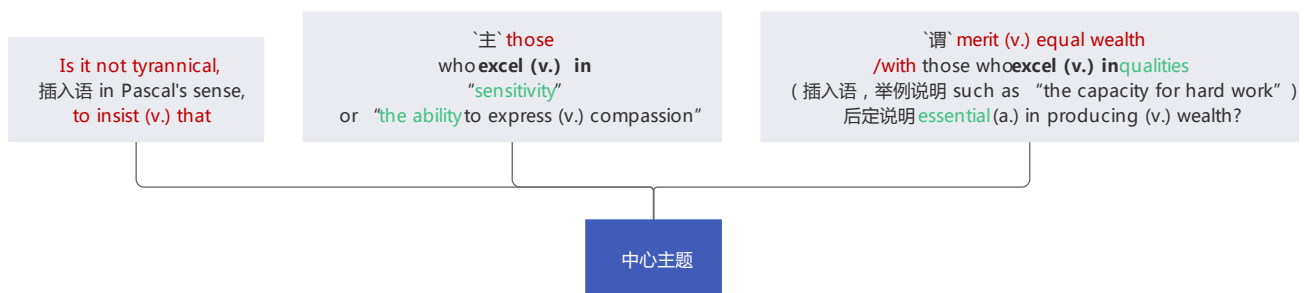 Is it not tyrannical,
插入语 in Pascal's sense,
to insist (v.) that
`主` those
who excel (v.) in
“sensitivity”
or “the ability to express (v.) compassion”
`谓` merit (v.) equal wealth
/with those who excel (v.) in qualities
（插入语，举例说明 such as “the capacity for hard work”）
后定说明 essential (a.) in producing (v.) wealth?
中心主题